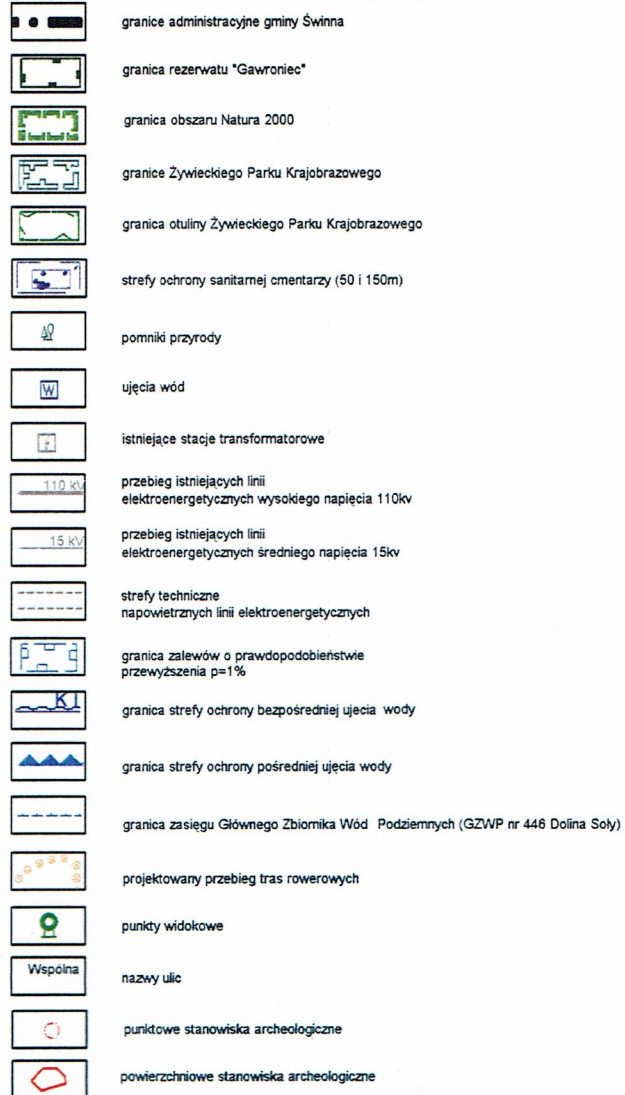 granice administracyjne gminy Świnna
granica rezerwatu "Gawroniec"
granica obszaru Natura 2000
granice Żywieckiego Parku Krajobrazowego
granica otuliny Żywieckiego Parku Krajobrazowego
strefy ochrony sanitarnej cmentarzy (50 i 150m)
pomniki przyrody
W
ujęcia wód
istniejące stacje transformatorowe
110 kV
przebieg istniejących linii
elektroenergetycznych wysokiego napięcia 110kv
15 kV
przebieg istniejących linii
elektroenergetycznych średniego napięcia 15kv
strefy techniczne
napowietrznych linii elektroenergetycznych
granica zalewów o prawdopodobieństwie
przewyższenia p=1%
granica strefy ochrony bezpośredniej ujecia wody
granica strefy ochrony pośredniej ujęcia wody
granica zasięgu Głównego Zbiornika Wód Podziemnych (GZWP nr 446 Dolina Soły)
projektowany przebieg tras rowerowych
punkty widokowe
Wspólna
nazwy ulic
punktowe stanowiska archeologiczne
powierzchniowe stanowiska archeologiczne